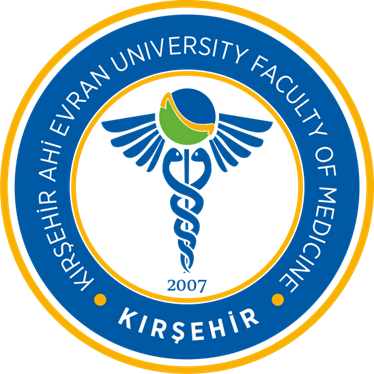 KIRŞEHİR AHİ EVRAN UNIVERSITY FACULTY OF MEDICINE
2007
KIRŞEHİR